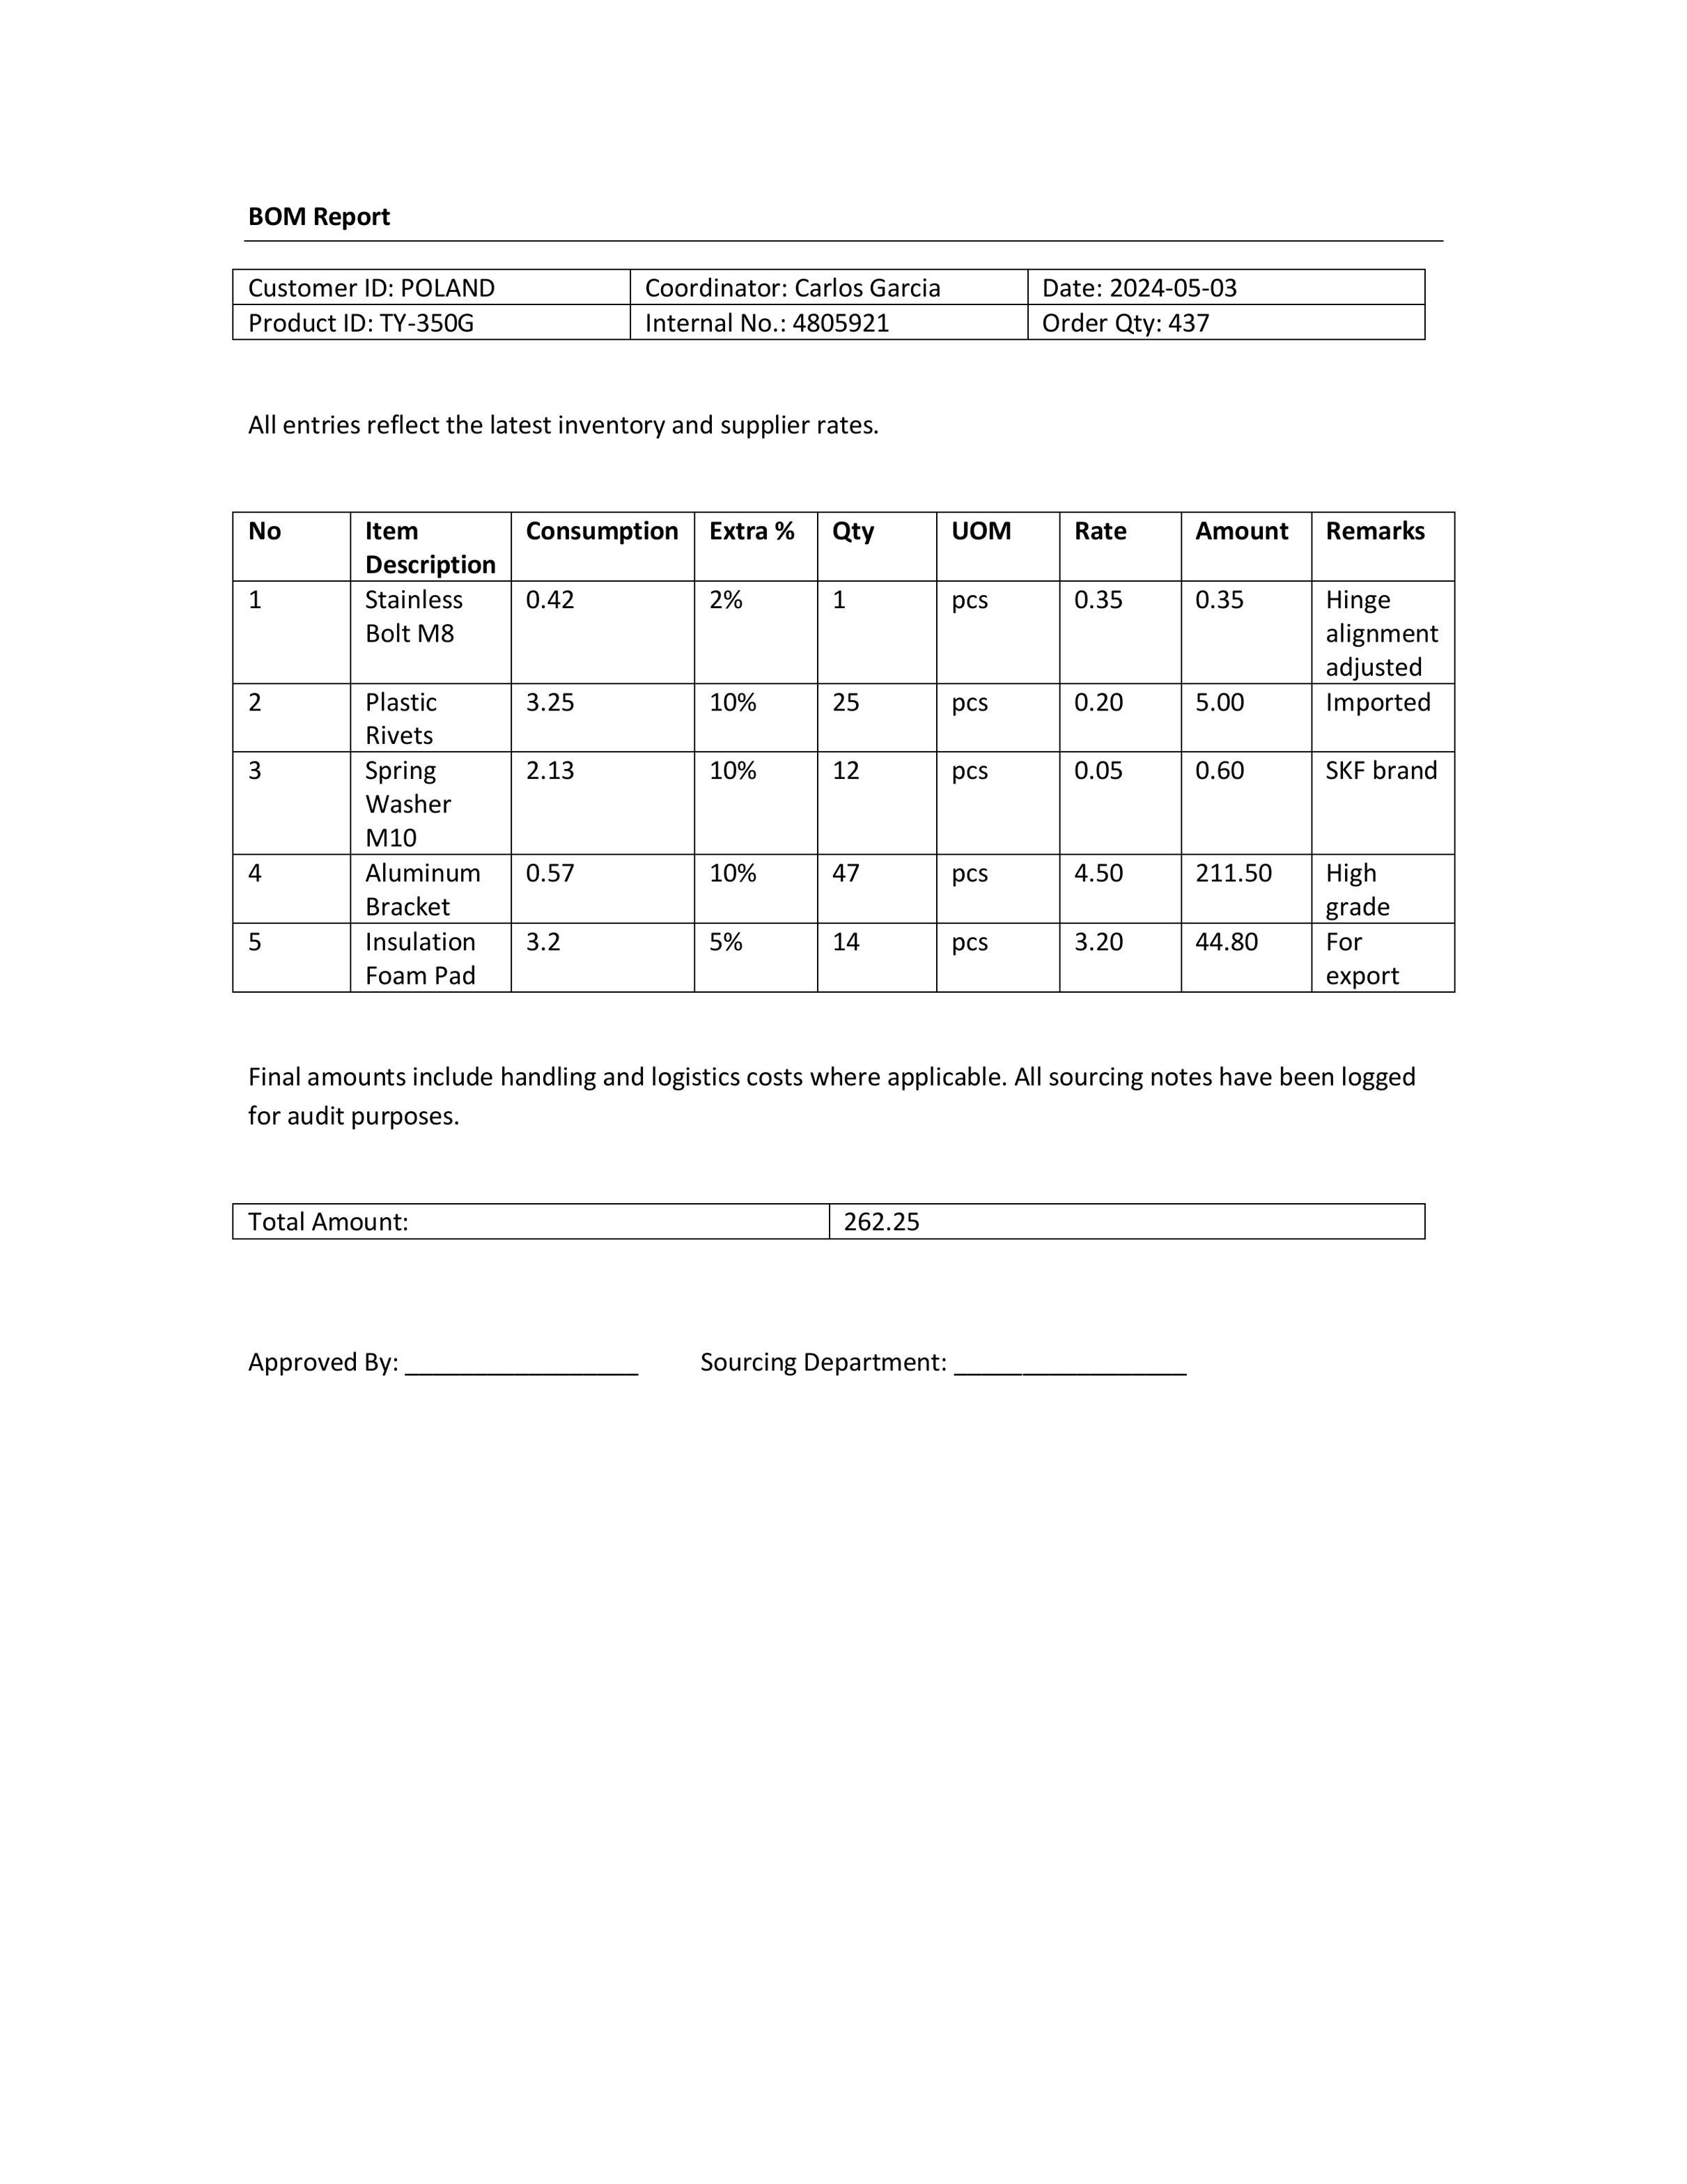 BOM Report
Customer ID: POLAND Coordinator: Carlos Garcia Date: 2024-05-03
Product ID: TY-350G Internal No.: 4805921 Order Qty: 437
All entries reflect the latest inventory and supplier rates.
No Item Description Consumption Extra % Qty UOM Rate Amount Remarks
1 Stainless Bolt M8 0.42 2% 1 pcs 0.35 0.35 Hinge alignment adjusted
2 Plastic Rivets 3.25 10% 25 pcs 0.20 5.00 Imported
3 Spring Washer M10 2.13 10% 12 pcs 0.05 0.60 SKF brand
4 Aluminum Bracket 0.57 10% 47 pcs 4.50 211.50 High grade
5 Insulation Foam Pad 3.2 5% 14 pcs 3.20 44.80 For export
Final amounts include handling and logistics costs where applicable. All sourcing notes have been logged
for audit purposes.
Total Amount: 262.25
Approved By: _________________ Sourcing Department: _________________